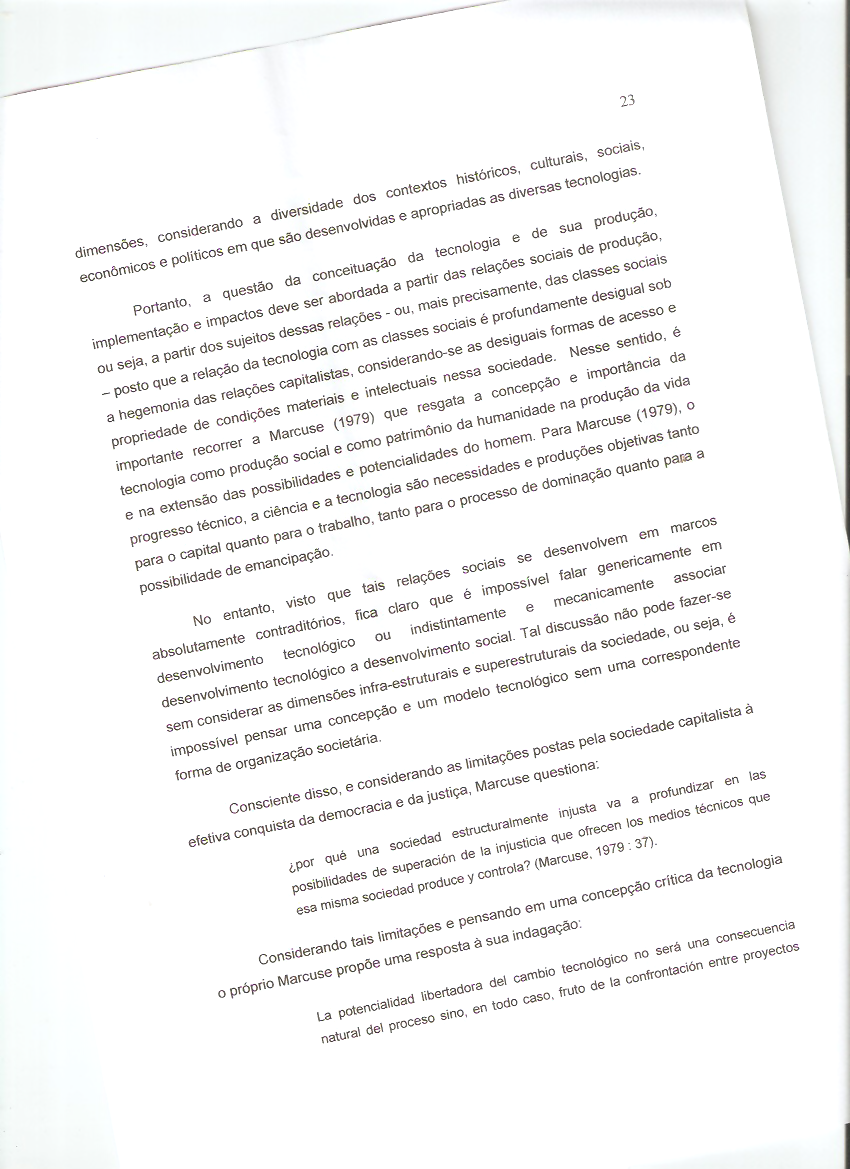 23
dimensões, considerando a diversidade dos contextos históricos, culturais, sociais,
econômicos e políticos em que são desenvolvidas e apropriadas as diversas tecnologias.
Portanto, a questão da conceituação da tecnologia e de sua produção,
implementação e impactos deve ser abordada a partir das relações sociais de produção,
ou seja, a partir dos sujeitos dessas relações - ou, mais precisamente, das classes sociais
– posto que a relação da tecnologia com as classes sociais é profundamente desigual sob
a hegemonia das relações capitalistas, considerando-se as desiguais formas de acesso e
propriedade de condições materiais e intelectuais nessa sociedade. Nesse sentido, é
importante recorrer a Marcuse (1979) que resgata a concepção e importância da
tecnologia como produção social e como patrimônio da humanidade na produção da vida
e na extensão das possibilidades e potencialidades do homem. Para Marcuse (1979), o
progresso técnico, a ciência e a tecnologia são necessidades e produções objetivas tanto
para o capital quanto para o trabalho, tanto para o processo de dominação quanto para a
possibilidade de emancipação.
No entanto, visto que tais relações sociais se desenvolvem em marcos
absolutamente contraditórios, fica claro que é impossível falar genericamente em
desenvolvimento tecnológico ou indistintamente e mecanicamente associar
desenvolvimento tecnológico a desenvolvimento social. Tal discussão não pode fazer-se
sem considerar as dimensões infra-estruturais e superestruturais da sociedade, ou seja, é
impossível pensar uma concepção e um modelo tecnológico sem uma correspondente
forma de organização societária.
Consciente disso, e considerando as limitações postas pela sociedade capitalista à
efetiva conquista da democracia e da justiça, Marcuse questiona:
¿por qué una sociedad estructuralmente injusta va a profundizar en las
posibilidades de superación de la injusticia que ofrecen los medios técnicos que
esa misma sociedad produce y controla? (Marcuse, 1979 : 37).
Considerando tais limitações e pensando em uma concepção crítica da tecnologia
o próprio Marcuse propõe uma resposta à sua indagação:
La potencialidad libertadora del cambio tecnológico no será una consecuencia
natural del proceso sino, en todo caso, fruto de la confrontación entre proyectos